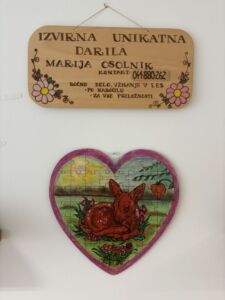 IZVIRNA UNIKATNA
DARILA
MARIJA OSOLNIK
KONTAKT: 041880262
ROČNO DELO, VŽIGANJE V LES
• PO NAROČILU
• ZA VSE PRILOŽNOSTI